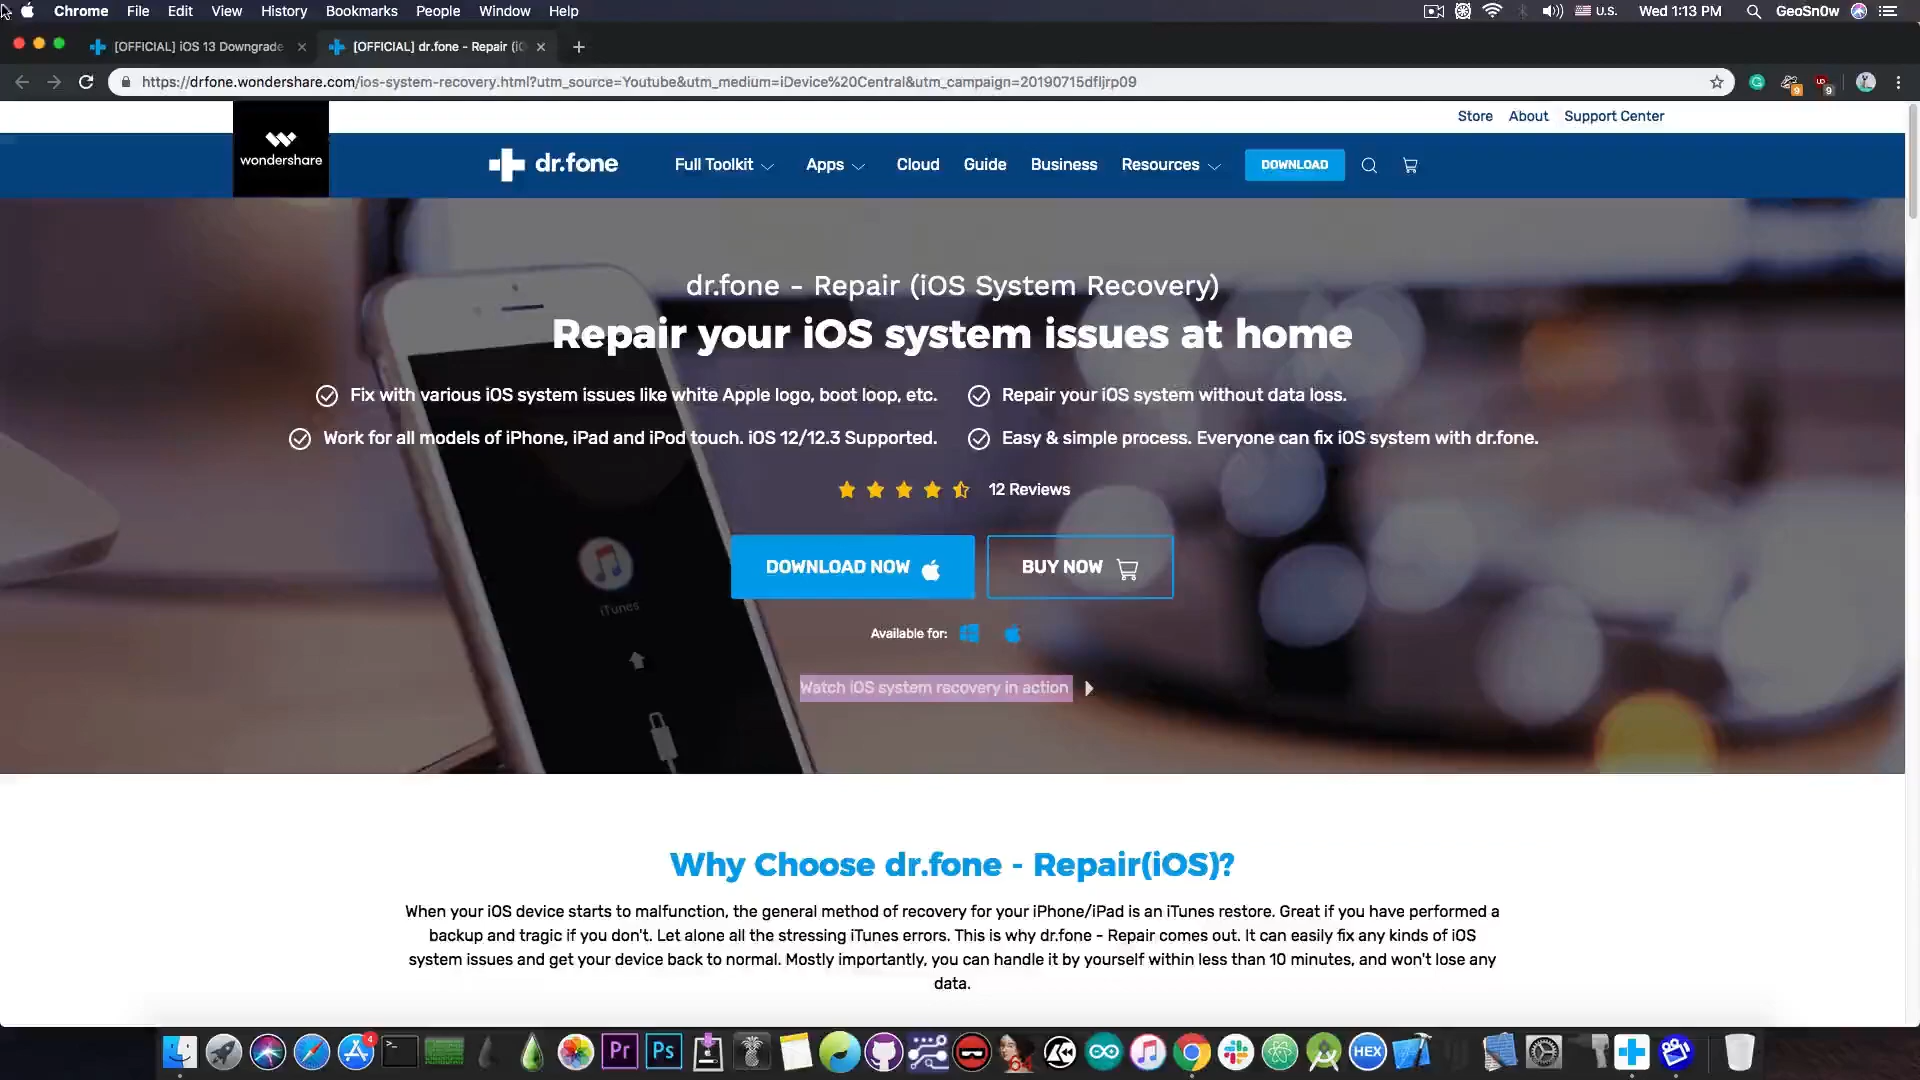 Chrome File Edit View History Bookmarks People Window Help U.S. Wed 1:13 PM GeoSn0w
[OFFICIAL] iOS 13 Downgrade [OFFICIAL] dr.fone - Repair (iO
https://drfone.wondershare.com/ios-system-recovery.html?utm_source=Youtube&utm_medium=iDevice%20Central&utm_campaign=20190715dfljrp09 9 9
Store About Support Center
wondershare
dr.fone Full Toolkit Apps Cloud Guide Business Resources DOWNLOAD
dr.fone - Repair (iOS System Recovery)
Repair your iOS system issues at home
Fix with various iOS system issues like white Apple logo, boot loop, etc. Repair your iOS system without data loss.
Work for all models of iPhone, iPad and iPod touch. iOS 12/12.3 Supported. Easy & simple process. Everyone can fix iOS system with dr.fone.
12 Reviews
DOWNLOAD NOW BUY NOW
iTunes
Available for:
Watch iOS system recovery in action
Why Choose dr.fone - Repair(iOS)?
When your iOS device starts to malfunction, the general method of recovery for your iPhone/iPad is an iTunes restore. Great if you have performed a
backup and tragic if you don't. Let alone all the stressing iTunes errors. This is why dr.fone - Repair comes out. It can easily fix any kinds of iOS
system issues and get your device back to normal. Mostly importantly, you can handle it by yourself within less than 10 minutes, and won't lose any
data.
4 Pr Ps 64 HEX